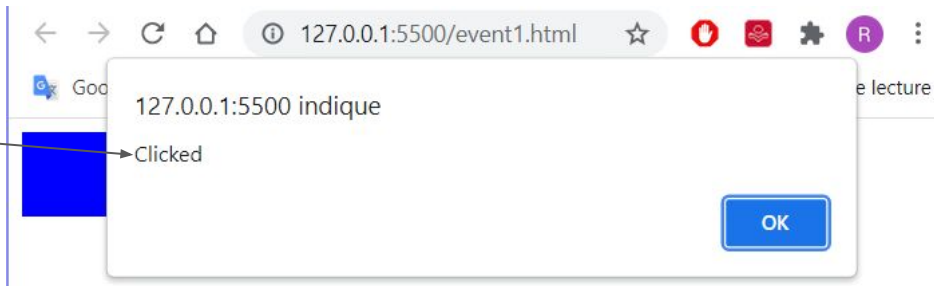 127.0.0.1:5500/event1.html
R
Goo
e lecture
127.0.0.1:5500 indique
Clicked
OK